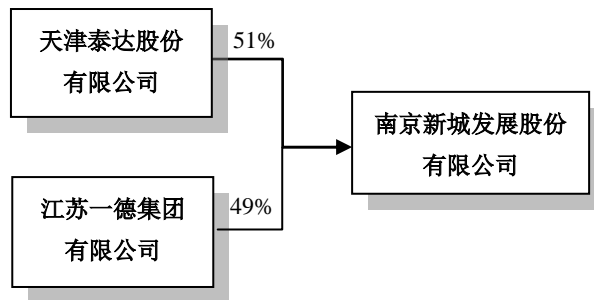 天津泰达股份
有限公司
51%
南京新城发展股份
有限公司
江苏一德集团
有限公司
49%